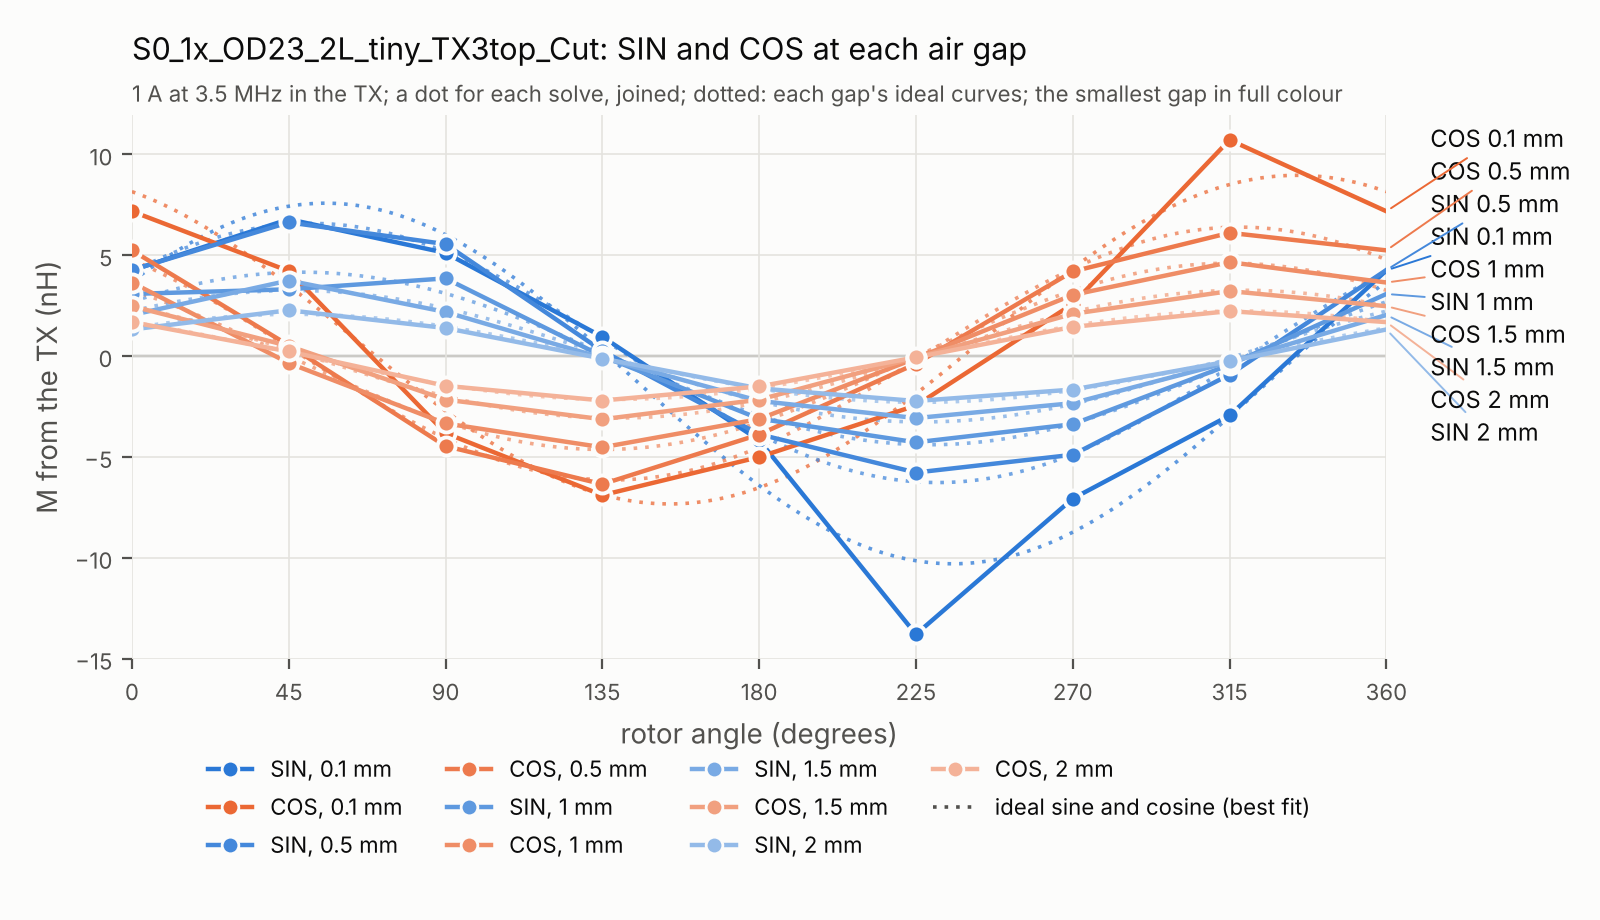 S0_1x_OD23_2L_tiny_TX3top_Cut: SIN and COS at each air gap
1 A at 3.5 MHz in the TX; a dot for each solve, joined; dotted: each gap's ideal curves; the smallest gap in full colour
COS 0.1 mm
COS 0.5 mm
SIN 0.5 mm
SIN 0.1 mm
COS 1 mm
SIN 1 mm
COS 1.5 mm
SIN 1.5 mm
COS 2 mm
SIN 2 mm
10
5
0
−5
−10
−15
M from the TX (nH)
0 45 90 135 180 225 270 315 360
rotor angle (degrees)
SIN, 0.1 mm COS, 0.5 mm SIN, 1.5 mm COS, 2 mm
COS, 0.1 mm SIN, 1 mm COS, 1.5 mm ideal sine and cosine (best fit)
SIN, 0.5 mm COS, 1 mm SIN, 2 mm